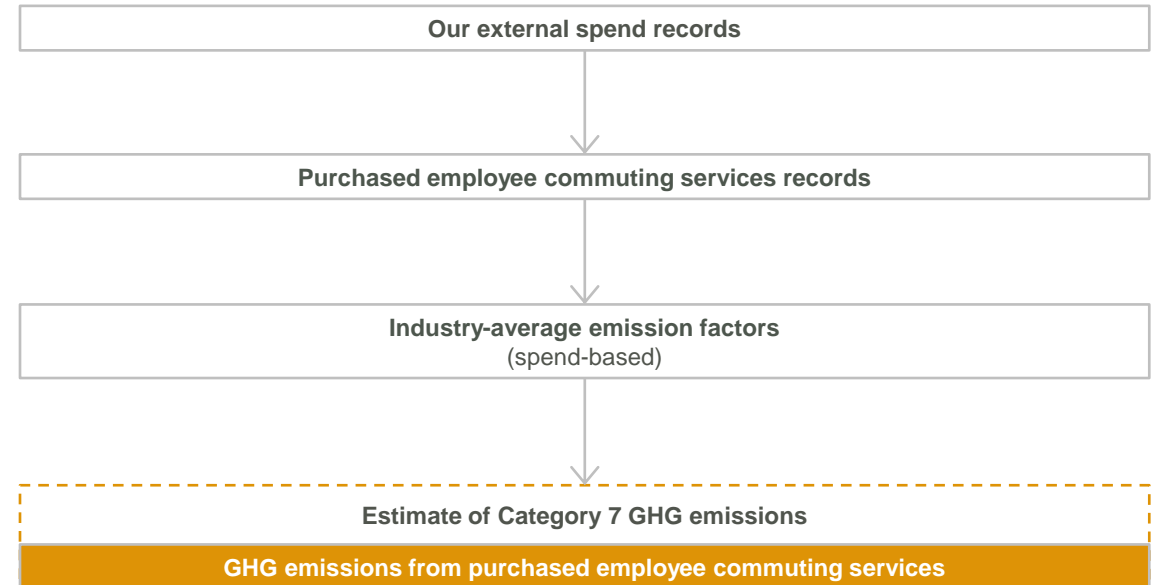 Our external spend records
Purchased employee commuting services records
Industry-average emission factors
(spend-based)
Estimate of Category 7 GHG emissions
GHG emissions from purchased employee commuting services